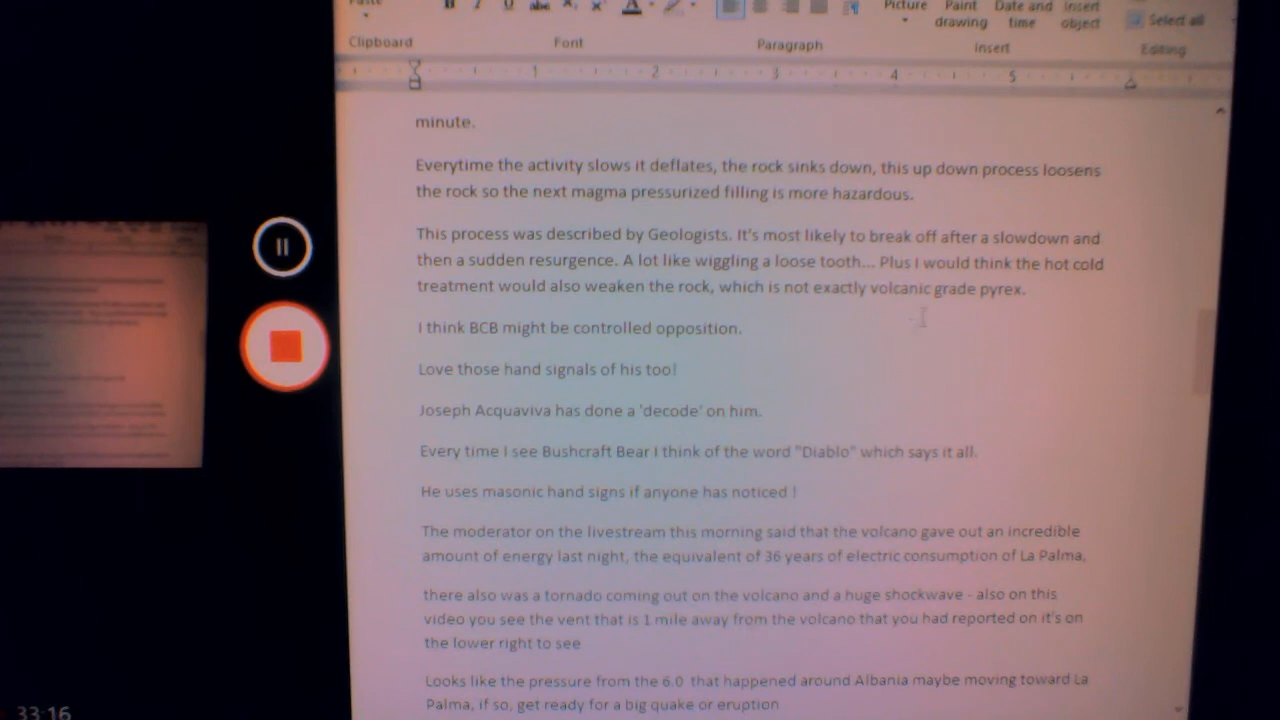 Paste B I U abc X X A Picture Paint drawing Date and time Insert object Select all
Clipboard Font Paragraph Insert Editing
1 2 3 4 5
minute.
Everytime the activity slows it deflates, the rock sinks down, this up down process loosens
the rock so the next magma pressurized filling is more hazardous.
This process was described by Geologists. It's most likely to break off after a slowdown and
then a sudden resurgence. A lot like wiggling a loose tooth... Plus I would think the hot cold
treatment would also weaken the rock, which is not exactly volcanic grade pyrex.
I think BCB might be controlled opposition.
Love those hand signals of his too!
Joseph Acquaviva has done a 'decode' on him.
Every time I see Bushcraft Bear I think of the word "Diablo" which says it all.
He uses masonic hand signs if anyone has noticed !
The moderator on the livestream this morning said that the volcano gave out an incredible
amount of energy last night, the equivalent of 36 years of electric consumption of La Palma,
there also was a tornado coming out on the volcano and a huge shockwave - also on this
video you see the vent that is 1 mile away from the volcano that you had reported on it's on
the lower right to see
Looks like the pressure from the 6.0 that happened around Albania maybe moving toward La
Palma, if so, get ready for a big quake or eruption
33:16